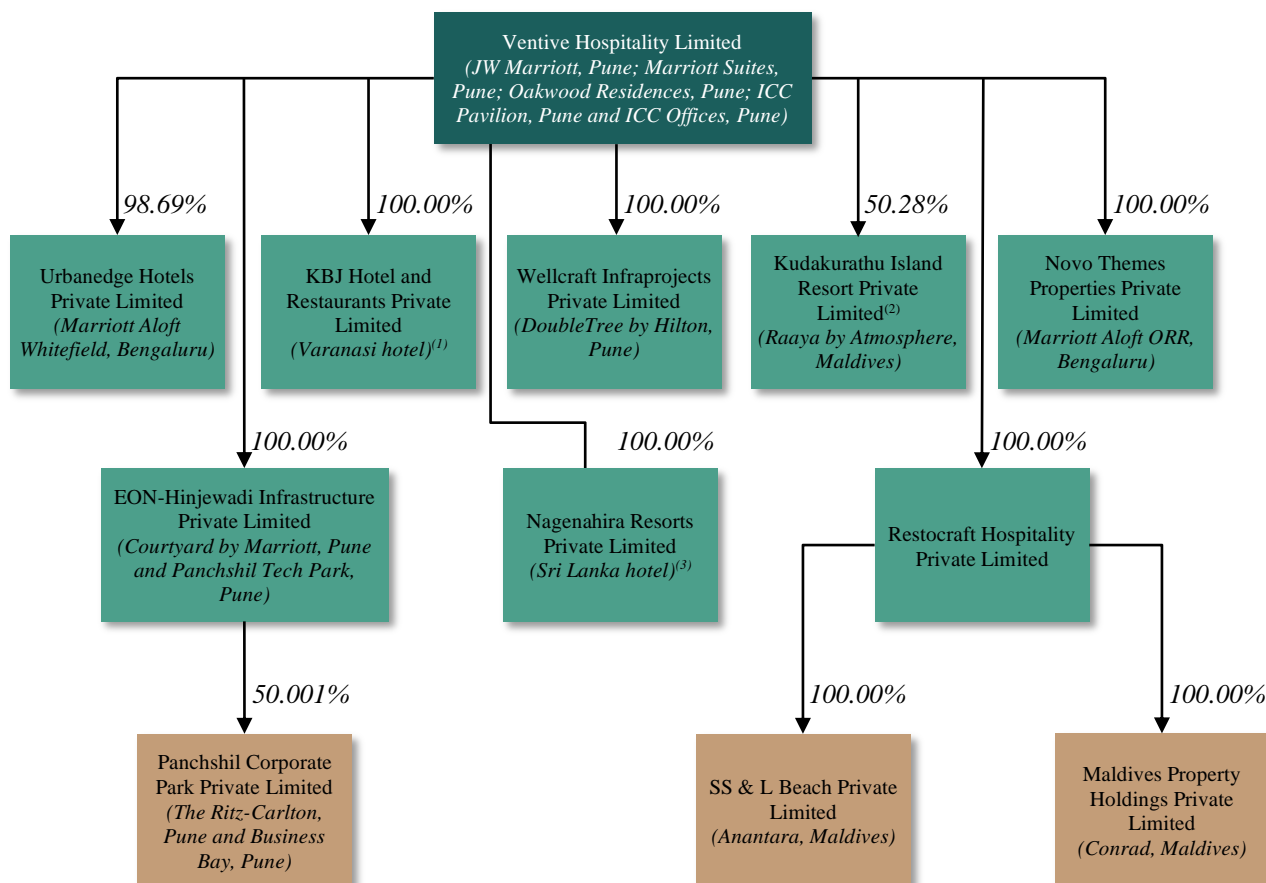 Ventive Hospitality Limited
(JW Marriott, Pune; Marriott Suites,
Pune; Oakwood Residences, Pune; ICC
Pavilion, Pune and ICC Offices, Pune)
98.69%
100.00%
100.00%
50.28%
100.00%
Urbanedge Hotels
Private Limited
(Marriott Aloft
Whitefield, Bengaluru)
KBJ Hotel and
Restaurants Private
Limited
(Varanasi hotel)(1)
Wellcraft Infraprojects
Private Limited
(DoubleTree by Hilton,
Pune)
Kudakurathu Island
Resort Private
Limited(2)
(Raaya by Atmosphere,
Maldives)
Novo Themes
Properties Private
Limited
(Marriott Aloft ORR,
Bengaluru)
100.00%
100.00%
100.00%
EON-Hinjewadi Infrastructure
Private Limited
(Courtyard by Marriott, Pune
and Panchshil Tech Park,
Pune)
Nagenahira Resorts
Private Limited
(Sri Lanka hotel)(3)
Restocraft Hospitality
Private Limited
50.001%
100.00%
100.00%
Panchshil Corporate
Park Private Limited
(The Ritz-Carlton,
Pune and Business
Bay, Pune)
SS & L Beach Private
Limited
(Anantara, Maldives)
Maldives Property
Holdings Private
Limited
(Conrad, Maldives)